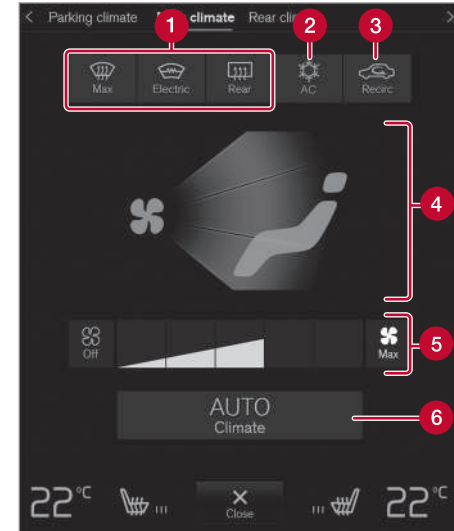 < Parking climate climate Rear >
1 2 3
Max Electric Rear AC Recirc
4
Off Max 5
AUTO 6
Climate
22°C 22°C
Close